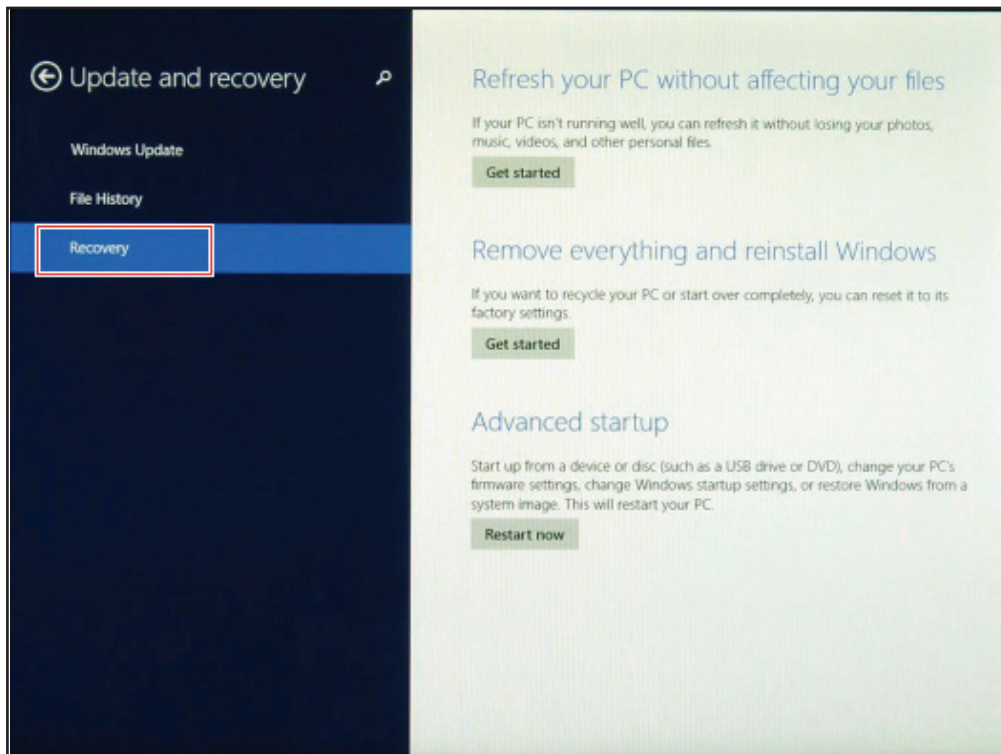 Update and recovery
Windows Update
File History
Recovery
Refresh your PC without affecting your files
If your PC isn't running well, you can refresh it without losing your photos,
music, videos, and other personal files.
Get started
Remove everything and reinstall Windows
If you want to recycle your PC or start over completely, you can reset it to its
factory settings.
Get started
Advanced startup
Start up from a device or disc (such as a USB drive or DVD), change your PC's
firmware settings, change Windows startup settings, or restore Windows from a
system image. This will restart your PC.
Restart now